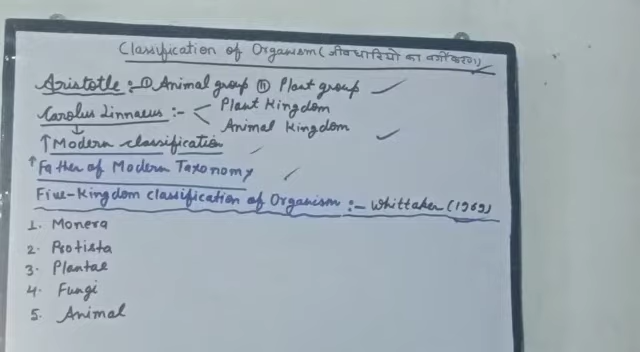 Classification of Organism (जीवधारियो का वर्गीकरण)
Aristotle :- ① Animal group ② Plant group
Carolus Linnaeus :- < Plant Kingdom
Animal Kingdom
↓
↑ Modern classification
↑ Father of Modern Taxonomy
Five-Kingdom classification of Organism :- Whittaker (1969)
1. Monera
2. Protista
3. Plantae
4. Fungi
5. Animal